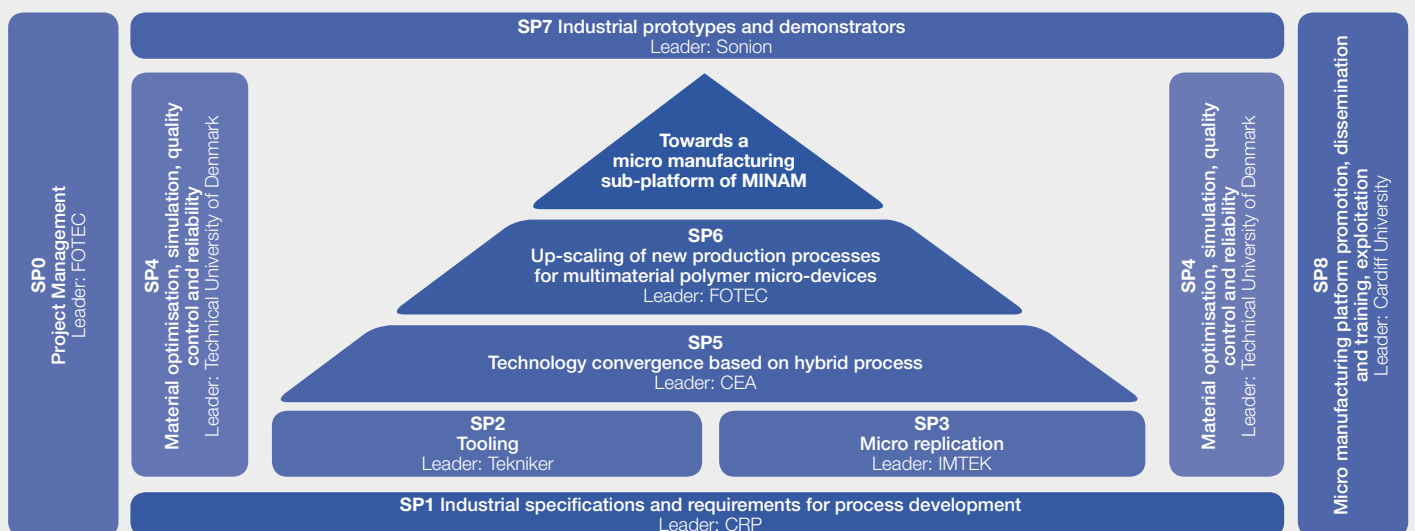 SP7 Industrial prototypes and demonstrators
Leader: Sonion
SP0
Project Management
Leader: FOTEC
SP4
Material optimisation, simulation, quality
control and reliability
Leader: Technical University of Denmark
Towards a
micro manufacturing
sub-platform of MINAM
SP6
Up-scaling of new production processes
for multimaterial polymer micro-devices
Leader: FOTEC
SP5
Technology convergence based on hybrid process
Leader: CEA
SP2
Tooling
Leader: Tekniker
SP3
Micro replication
Leader: IMTEK
SP4
Material optimisation, simulation, quality
control and reliability
Leader: Technical University of Denmark
SP8
Micro manufacturing platform promotion, dissemination
and training, exploitation
Leader: Cardiff University
SP1 Industrial specifications and requirements for process development
Leader: CRP